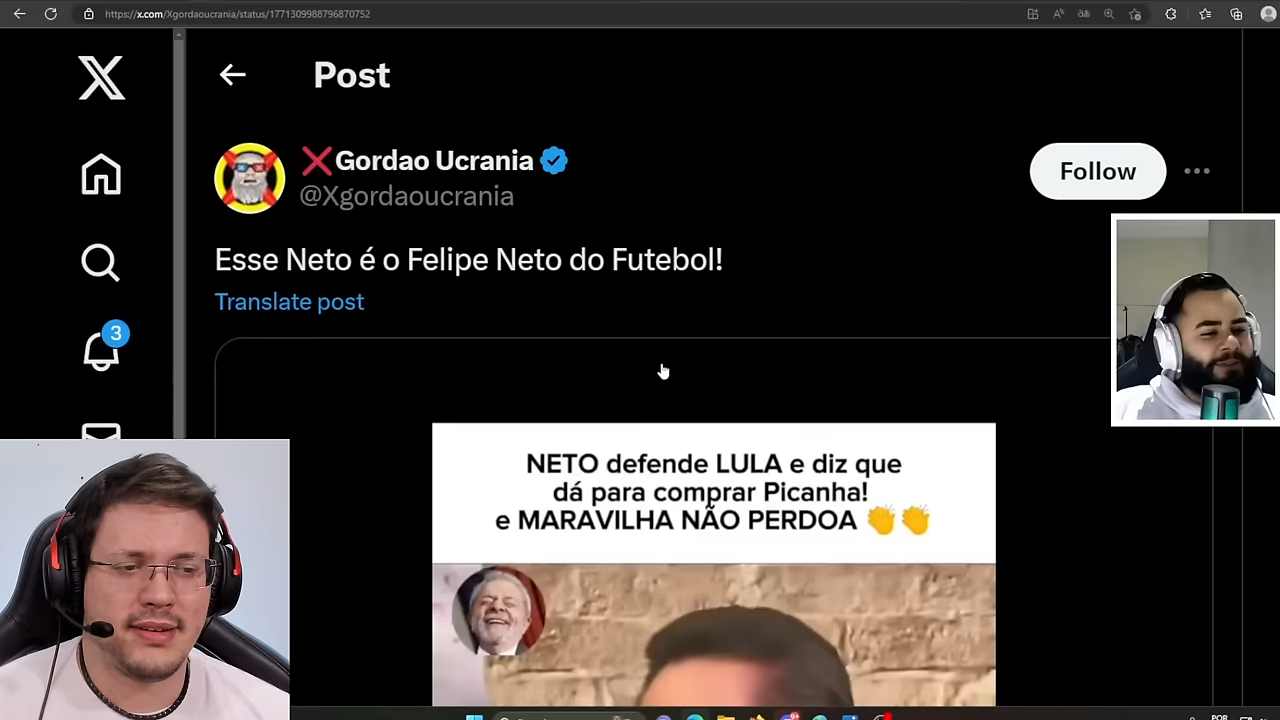 https://x.com/Xgordaoucrania/status/1771309988796870752
Post
Gordao Ucrania
@Xgordaoucrania
Follow
Esse Neto é o Felipe Neto do Futebol!
Translate post
3
NETO defende LULA e diz que
dá para comprar Picanha!
e MARAVILHA NÃO PERDOA 👏👏
POR